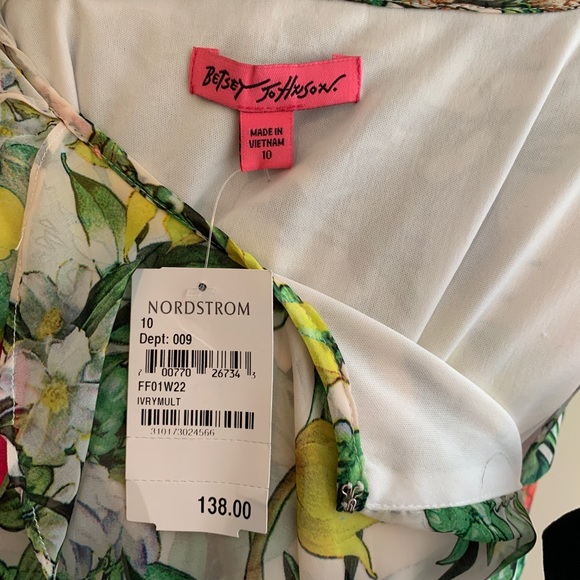 BETSEY JOHNSON.
MADE IN
VIETNAM
10
NORDSTROM
10
Dept: 009
7 00770 26734 3
FF01W22
IVRYMULT
310173024566
138.00